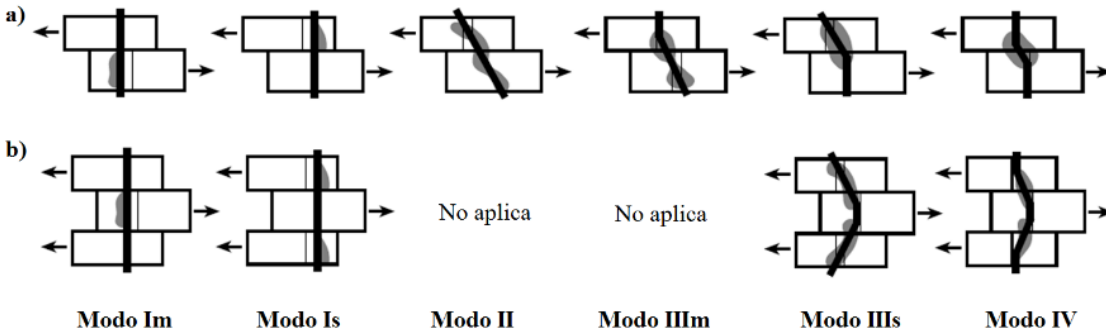 a)
b)
No aplica
No aplica
Modo Im
Modo Is
Modo II
Modo IIIm
Modo IIIs
Modo IV